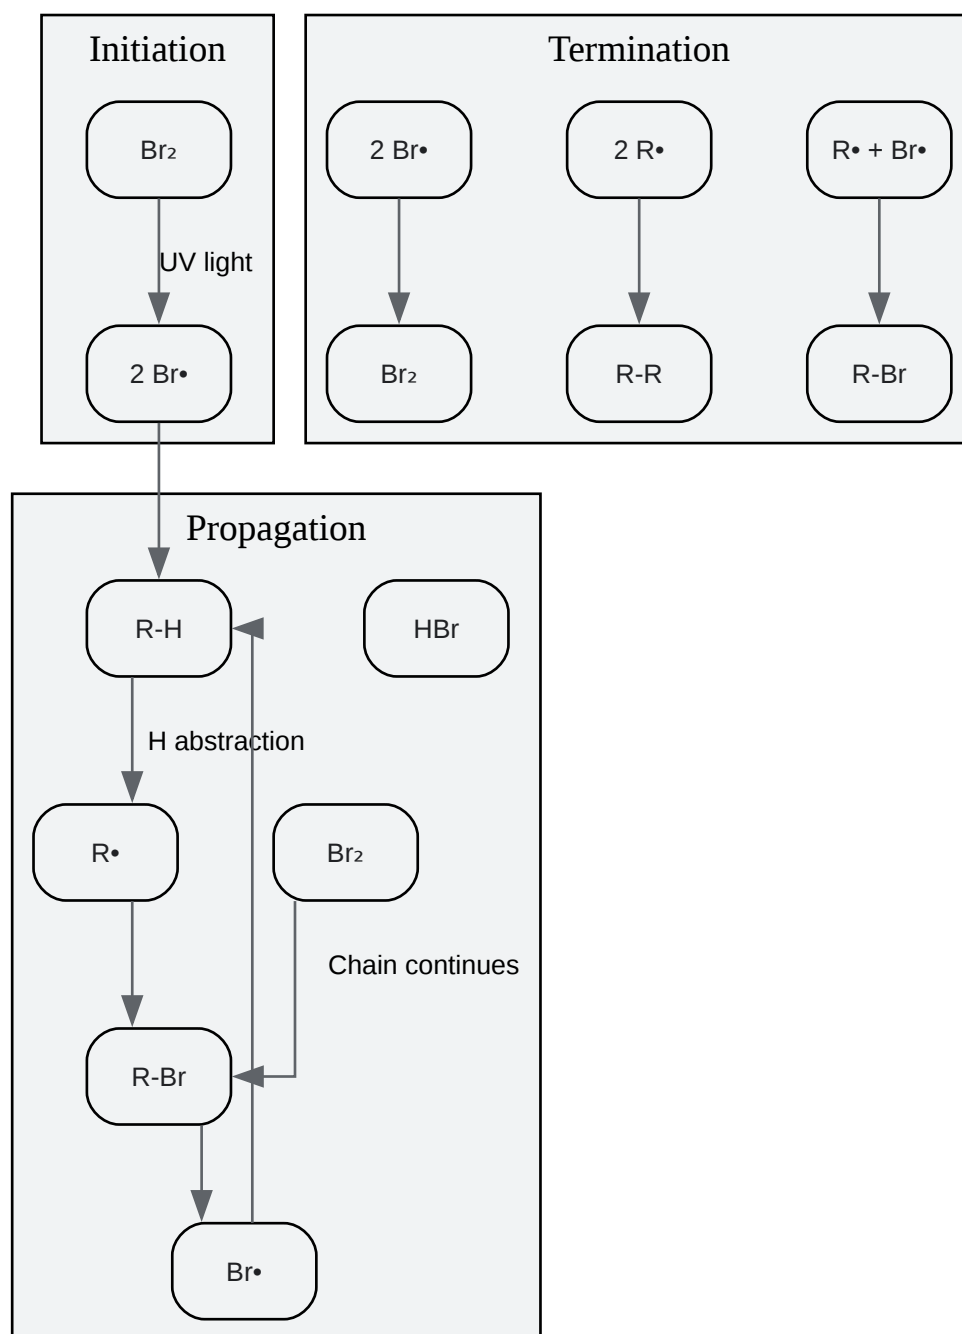 Initiation
Br₂
UV light
2 Br•
Termination
2 Br•
2 R•
R• + Br•
Br₂
R-R
R-Br
Propagation
R-H
HBr
H abstraction
R•
Br₂
Chain continues
R-Br
Br•